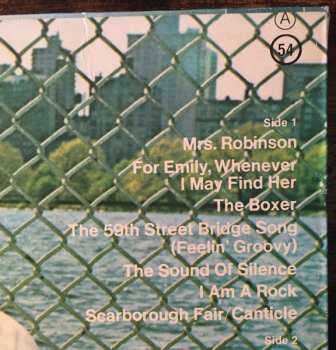 A
54
Side 1
Mrs. Robinson
For Emily, Whenever
I May Find Her
The Boxer
The 59th Street Bridge Song
(Feelin' Groovy)
The Sound Of Silence
I Am A Rock
Scarborough Fair/Canticle
Side 2